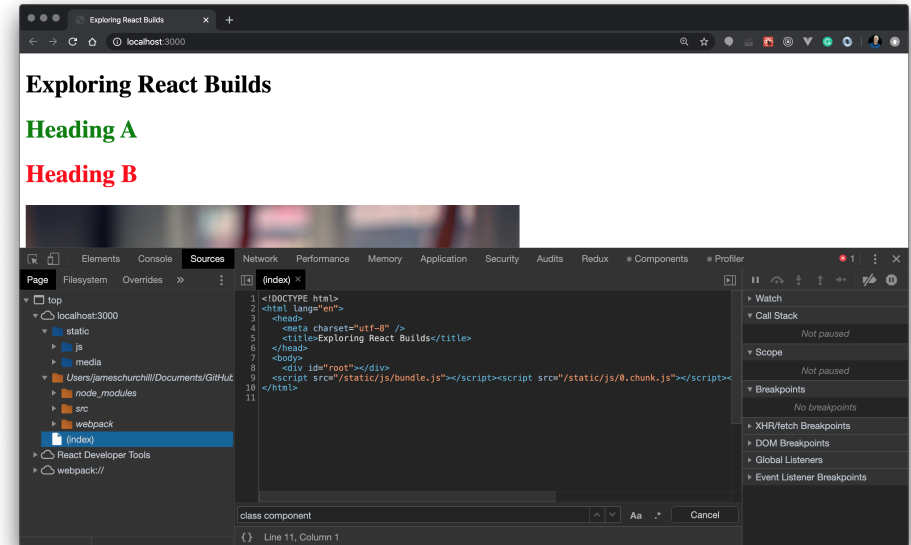 Exploring React Builds
localhost:3000
Exploring React Builds
Heading A
Heading B
Elements Console Sources Network Performance Memory Application Security Audits Redux Components Profiler 1
Page Filesystem Overrides » (index) ×
top
localhost:3000
static
js
media
Users/jameschurchill/Documents/GitHub
node_modules
src
webpack
(index)
React Developer Tools
webpack://
1 <!DOCTYPE html>
2 <html lang="en">
3 <head>
4 <meta charset="utf-8" />
5 <title>Exploring React Builds</title>
6 </head>
7 <body>
8 <div id="root"></div>
9 <script src="/static/js/bundle.js"></script><script src="/static/js/0.chunk.js"></script><
10 </html>
11
class component Aa .* Cancel
{} Line 11, Column 1
Watch
Call Stack
Not paused
Scope
Not paused
Breakpoints
No breakpoints
XHR/fetch Breakpoints
DOM Breakpoints
Global Listeners
Event Listener Breakpoints